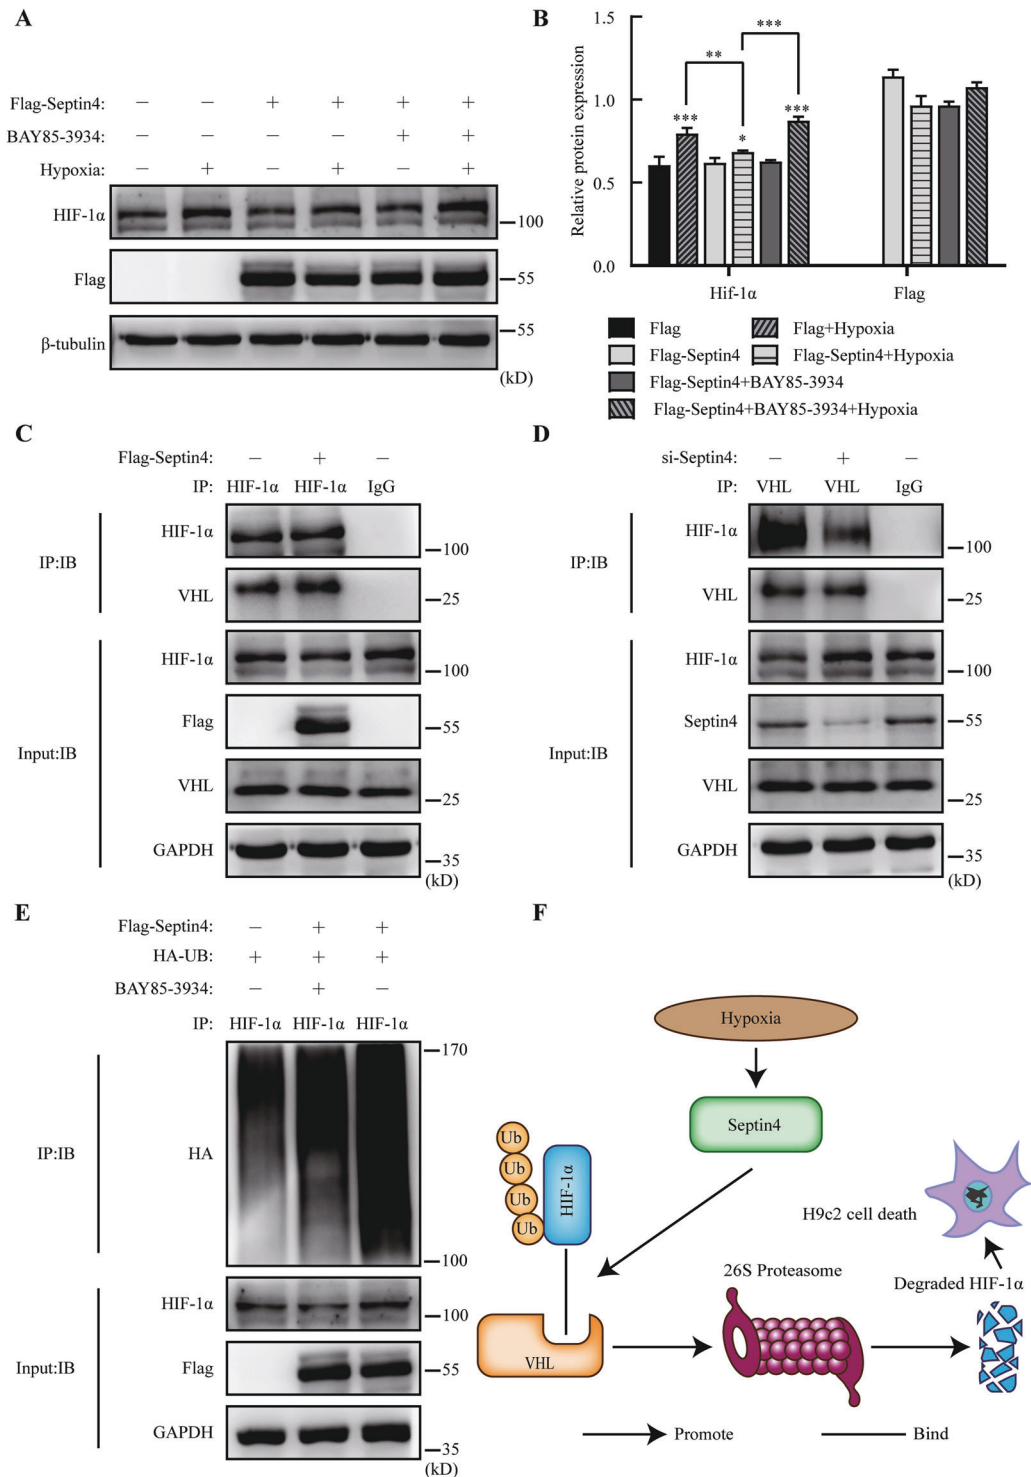 A
Flag-Septin4: − − + + + +
BAY85-3934: − − − − + +
Hypoxia: − + − + − +
HIF-1α
100
Flag
55
β-tubulin
55
(kD)
B
Relative protein expression
1.5
1.0
0.5
0.0
***
**
*
***
***
Hif-1α
Flag
Flag
Flag+Hypoxia
Flag-Septin4
Flag-Septin4+Hypoxia
Flag-Septin4+BAY85-3934
Flag-Septin4+BAY85-3934+Hypoxia
C
Flag-Septin4: − + −
IP: HIF-1α HIF-1α IgG
IP:IB
HIF-1α
100
VHL
25
Input:IB
HIF-1α
100
Flag
55
VHL
25
GAPDH
35
(kD)
D
si-Septin4: − + −
IP: VHL VHL IgG
IP:IB
HIF-1α
100
VHL
25
Input:IB
HIF-1α
100
Septin4
55
VHL
25
GAPDH
35
(kD)
E
Flag-Septin4: − + +
HA-UB: + + +
BAY85-3934: − + −
IP: HIF-1α HIF-1α HIF-1α
170
IP:IB
HA
100
Input:IB
HIF-1α
100
Flag
55
GAPDH
35
(kD)
F
Hypoxia
Septin4
Ub
Ub
Ub
Ub
HIF-1α
VHL
26S Proteasome
H9c2 cell death
Degraded HIF-1α
Promote
Bind